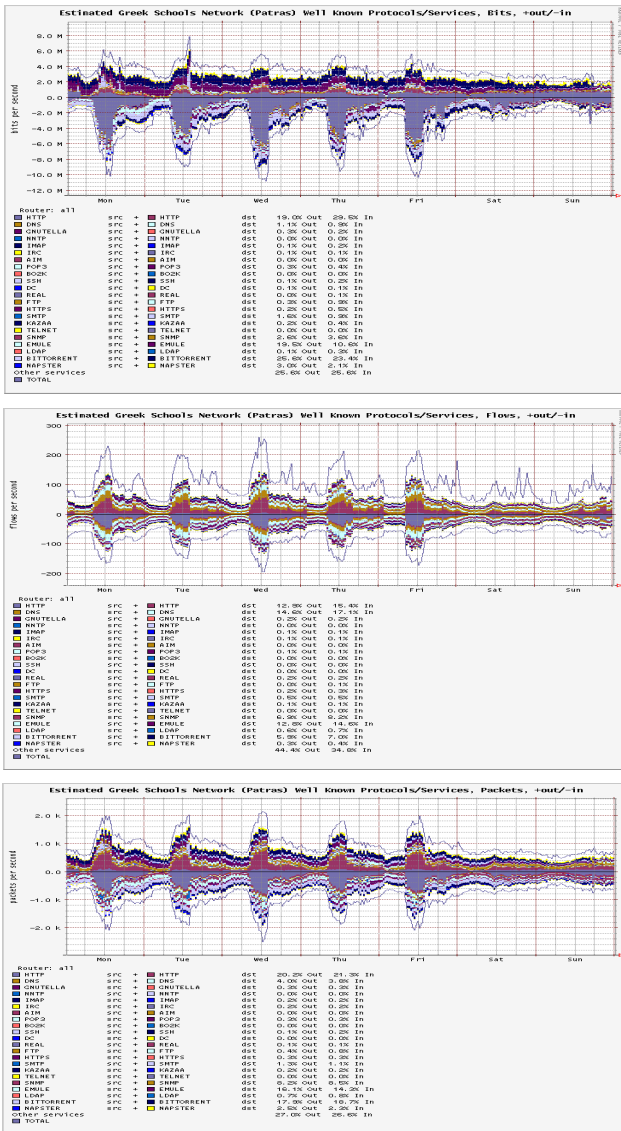 Estimated Greek Schools Network (Patras) Well Known Protocols/Services, Bits, +out/-in
8.0 M
6.0 M
4.0 M
2.0 M
0.0
-2.0 M
-4.0 M
-6.0 M
-8.0 M
-10.0 M
-12.0 M
bits per second
Mon Tue Wed Thu Fri Sat Sun
Router: all
HTTP src + HTTP dst 19.0% Out 29.5% In
DNS src + DNS dst 1.1% Out 0.9% In
GNUTELLA src + GNUTELLA dst 0.3% Out 0.2% In
NNTP src + NNTP dst 0.0% Out 0.0% In
IMAP src + IMAP dst 0.1% Out 0.2% In
IRC src + IRC dst 0.1% Out 0.1% In
AIM src + AIM dst 0.0% Out 0.0% In
POP3 src + POP3 dst 0.3% Out 0.4% In
BO2K src + BO2K dst 0.0% Out 0.0% In
SSH src + SSH dst 0.1% Out 0.2% In
DC src + DC dst 0.1% Out 0.1% In
REAL src + REAL dst 0.0% Out 0.1% In
FTP src + FTP dst 0.3% Out 0.9% In
HTTPS src + HTTPS dst 0.2% Out 0.5% In
SMTP src + SMTP dst 1.6% Out 0.9% In
KAZAA src + KAZAA dst 0.2% Out 0.4% In
TELNET src + TELNET dst 0.0% Out 0.0% In
SNMP src + SNMP dst 2.6% Out 3.6% In
EMULE src + EMULE dst 19.5% Out 10.6% In
LDAP src + LDAP dst 0.1% Out 0.3% In
BITTORRENT src + BITTORRENT dst 25.6% Out 23.4% In
NAPSTER src + NAPSTER dst 3.0% Out 2.1% In
Other services 25.6% Out 25.6% In
TOTAL
Estimated Greek Schools Network (Patras) Well Known Protocols/Services, Flows, +out/-in
300
200
100
0
-100
-200
flows per second
Mon Tue Wed Thu Fri Sat Sun
Router: all
HTTP src + HTTP dst 12.9% Out 15.4% In
DNS src + DNS dst 14.6% Out 17.1% In
GNUTELLA src + GNUTELLA dst 0.2% Out 0.2% In
NNTP src + NNTP dst 0.0% Out 0.0% In
IMAP src + IMAP dst 0.1% Out 0.1% In
IRC src + IRC dst 0.1% Out 0.1% In
AIM src + AIM dst 0.0% Out 0.0% In
POP3 src + POP3 dst 0.1% Out 0.1% In
BO2K src + BO2K dst 0.0% Out 0.0% In
SSH src + SSH dst 0.0% Out 0.0% In
DC src + DC dst 0.0% Out 0.0% In
REAL src + REAL dst 0.2% Out 0.2% In
FTP src + FTP dst 0.0% Out 0.1% In
HTTPS src + HTTPS dst 0.2% Out 0.3% In
SMTP src + SMTP dst 0.5% Out 0.5% In
KAZAA src + KAZAA dst 0.1% Out 0.1% In
TELNET src + TELNET dst 0.0% Out 0.0% In
SNMP src + SNMP dst 6.9% Out 8.2% In
EMULE src + EMULE dst 12.8% Out 14.6% In
LDAP src + LDAP dst 0.6% Out 0.7% In
BITTORRENT src + BITTORRENT dst 5.9% Out 7.0% In
NAPSTER src + NAPSTER dst 0.3% Out 0.4% In
Other services 44.4% Out 34.8% In
TOTAL
Estimated Greek Schools Network (Patras) Well Known Protocols/Services, Packets, +out/-in
2.0 k
1.0 k
0.0
-1.0 k
-2.0 k
packets per second
Mon Tue Wed Thu Fri Sat Sun
Router: all
HTTP src + HTTP dst 20.2% Out 21.3% In
DNS src + DNS dst 4.0% Out 3.8% In
GNUTELLA src + GNUTELLA dst 0.3% Out 0.3% In
NNTP src + NNTP dst 0.0% Out 0.0% In
IMAP src + IMAP dst 0.2% Out 0.2% In
IRC src + IRC dst 0.2% Out 0.2% In
AIM src + AIM dst 0.0% Out 0.0% In
POP3 src + POP3 dst 0.3% Out 0.3% In
BO2K src + BO2K dst 0.0% Out 0.0% In
SSH src + SSH dst 0.1% Out 0.2% In
DC src + DC dst 0.0% Out 0.0% In
REAL src + REAL dst 0.1% Out 0.1% In
FTP src + FTP dst 0.4% Out 0.8% In
HTTPS src + HTTPS dst 0.3% Out 0.3% In
SMTP src + SMTP dst 1.3% Out 1.1% In
KAZAA src + KAZAA dst 0.2% Out 0.2% In
TELNET src + TELNET dst 0.0% Out 0.0% In
SNMP src + SNMP dst 8.2% Out 8.5% In
EMULE src + EMULE dst 16.1% Out 14.3% In
LDAP src + LDAP dst 0.7% Out 0.8% In
BITTORRENT src + BITTORRENT dst 17.9% Out 18.7% In
NAPSTER src + NAPSTER dst 2.5% Out 2.3% In
Other services 27.0% Out 26.6% In
TOTAL